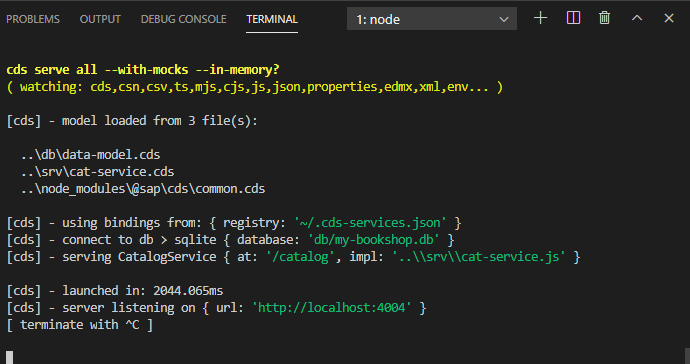 PROBLEMS OUTPUT DEBUG CONSOLE TERMINAL 1: node
cds serve all --with-mocks --in-memory?
( watching: cds,csn,csv,ts,mjs,cjs,js,json,properties,edmx,xml,env... )
[cds] - model loaded from 3 file(s):
..\db\data-model.cds
..\srv\cat-service.cds
..\node_modules\@sap\cds\common.cds
[cds] - using bindings from: { registry: '~/.cds-services.json' }
[cds] - connect to db > sqlite { database: 'db/my-bookshop.db' }
[cds] - serving CatalogService { at: '/catalog', impl: '..\\srv\\cat-service.js' }
[cds] - launched in: 2044.065ms
[cds] - server listening on { url: 'http://localhost:4004' }
[ terminate with ^C ]